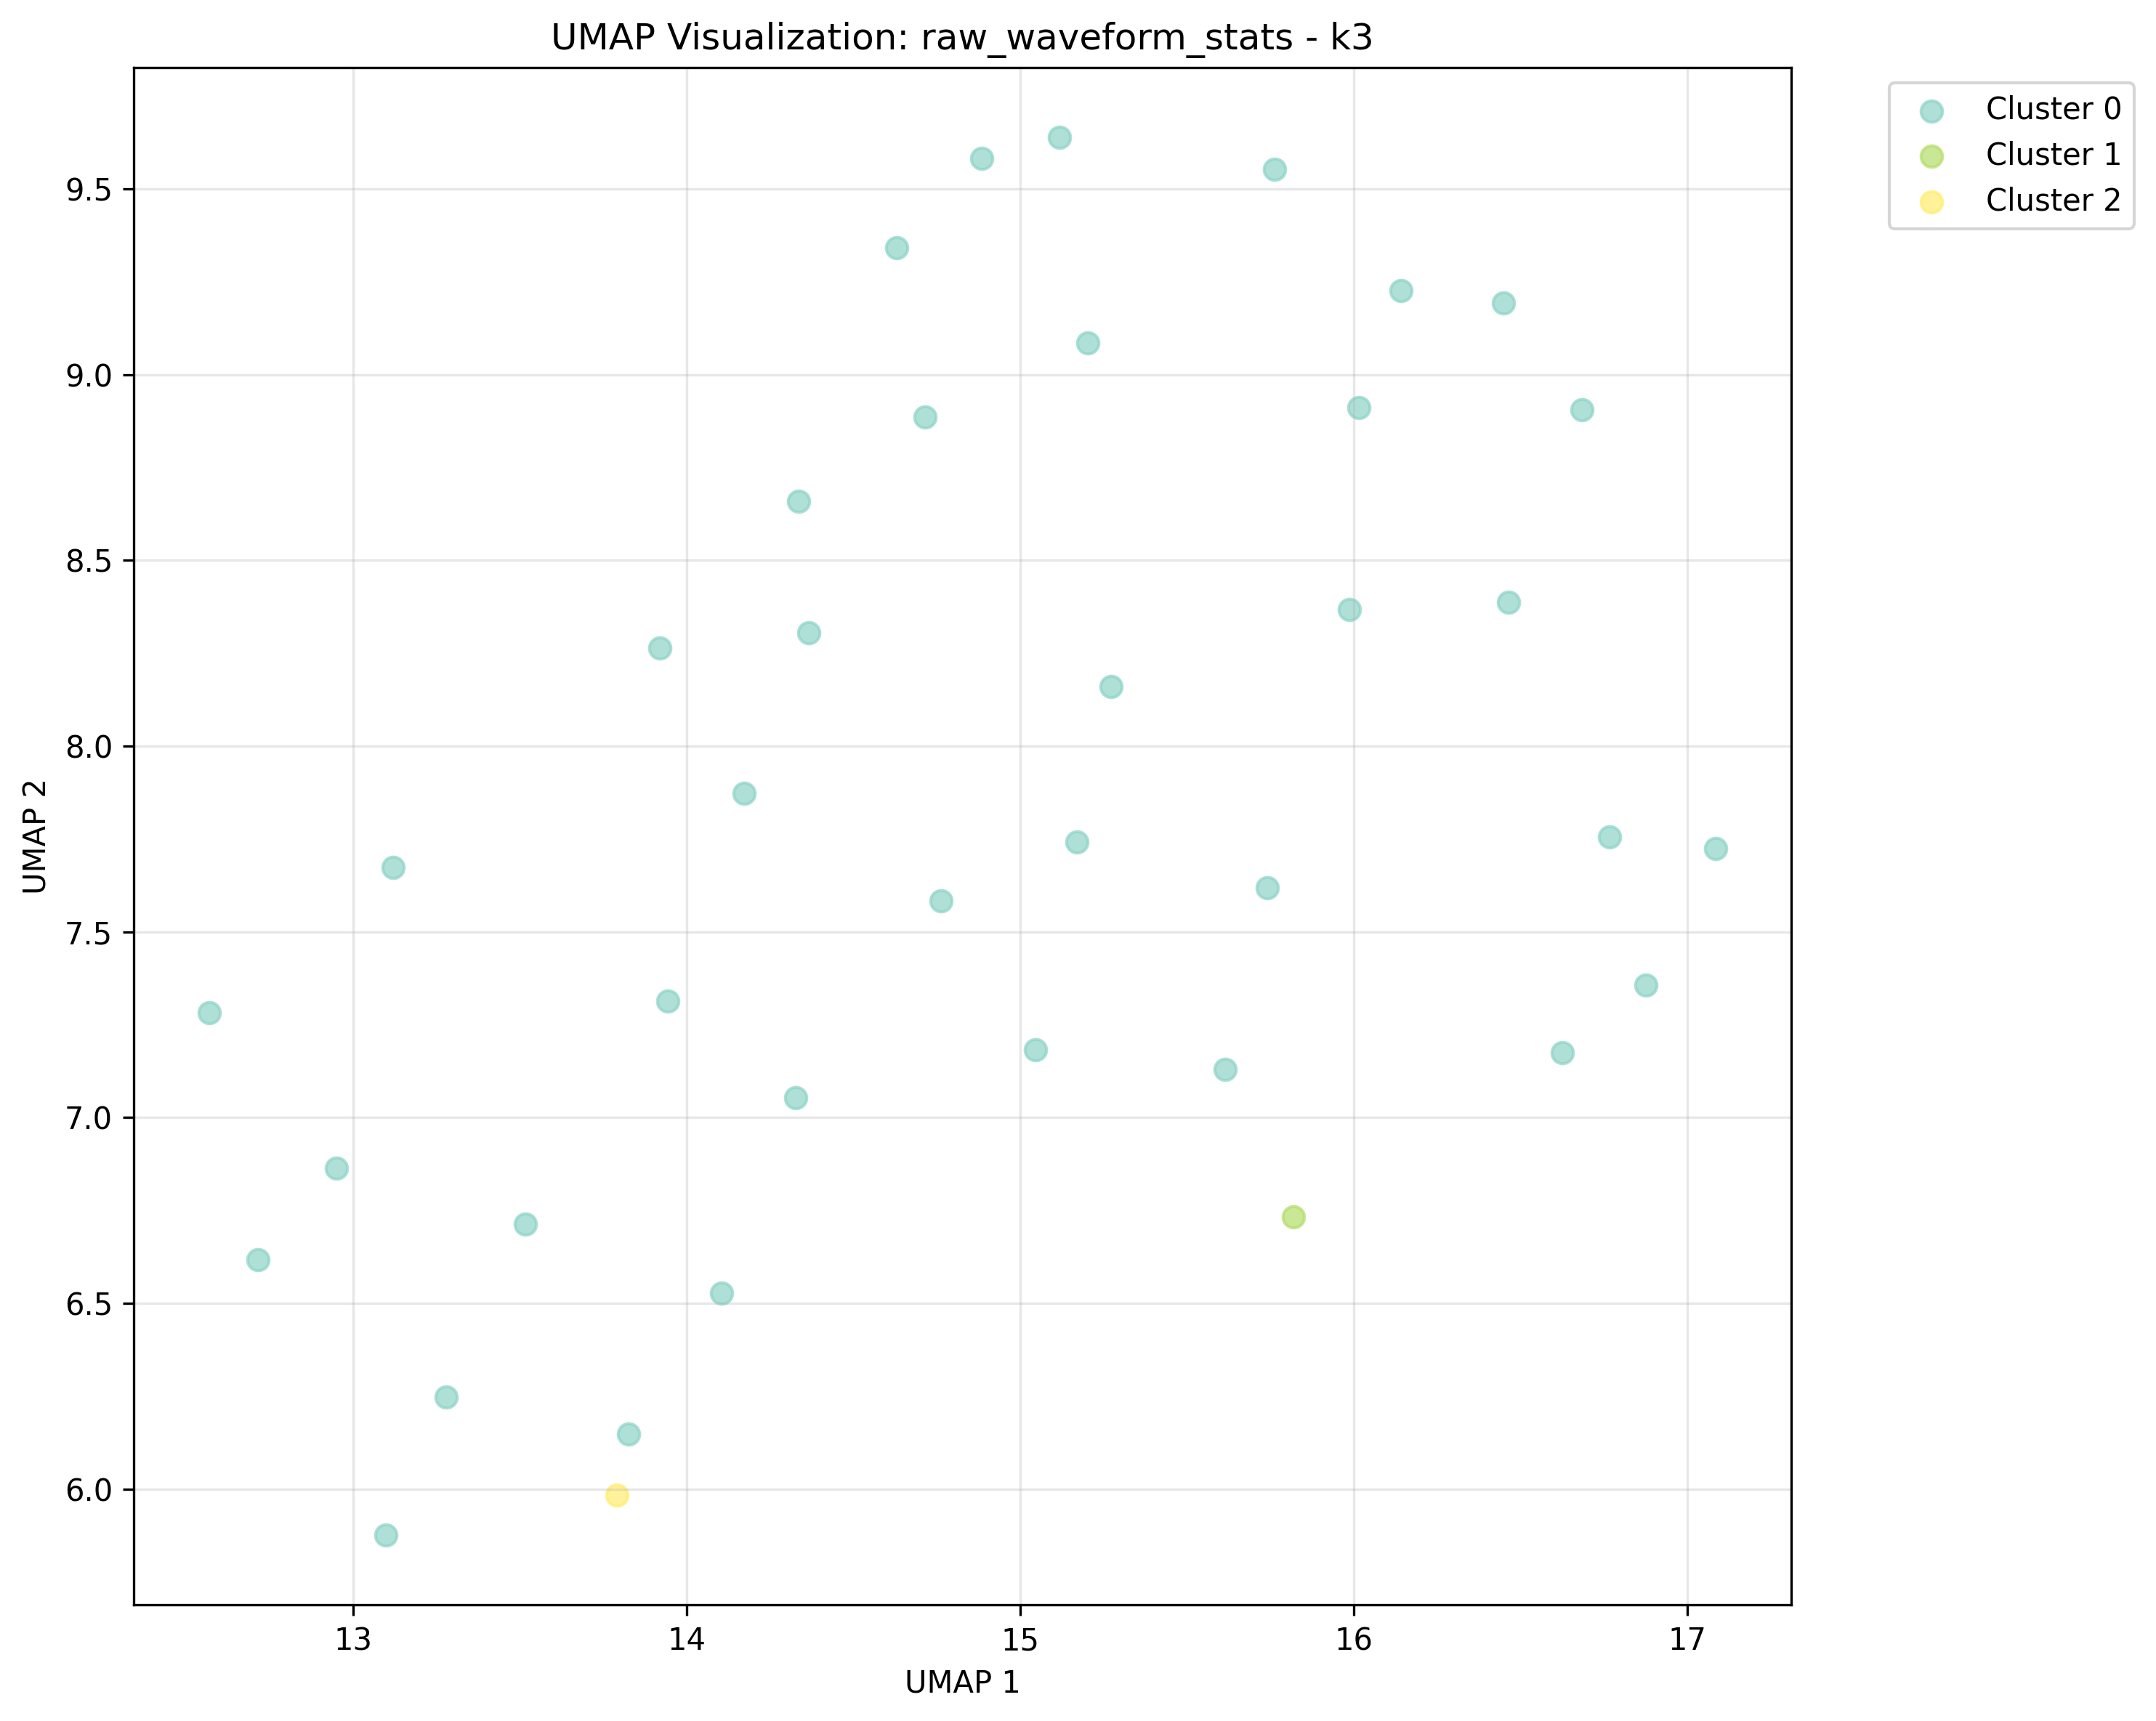 UMAP Visualization: raw_waveform_stats - k3
Cluster 0
Cluster 1
Cluster 2
9.5
9.0
8.5
8.0
7.5
7.0
6.5
6.0
UMAP 2
13 14 15 16 17
UMAP 1